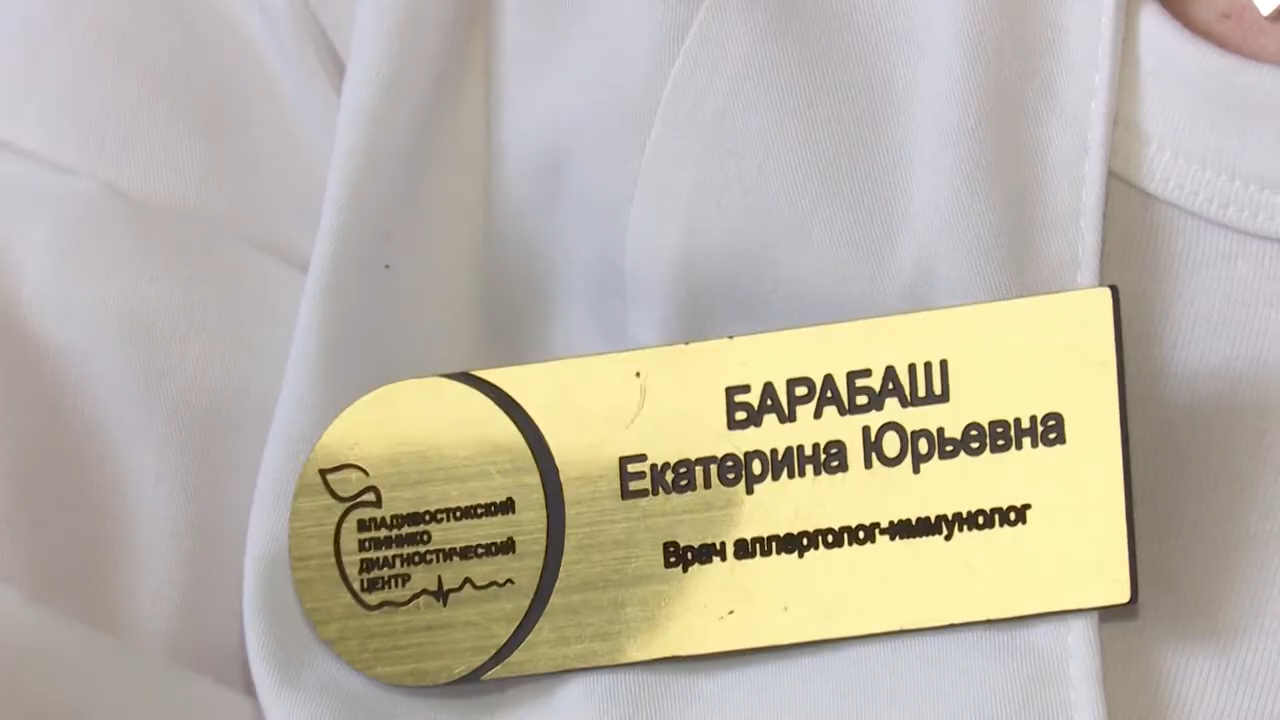 ВЛАДИВОСТОКСКИЙ
КЛИНИКО
ДИАГНОСТИЧЕСКИЙ
ЦЕНТР
БАРАБАШ
Екатерина Юрьевна
Врач аллерголог-иммунолог